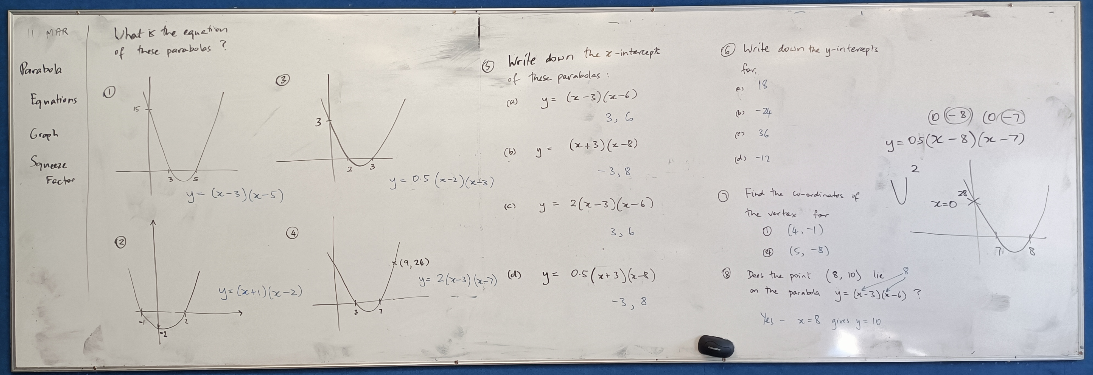 11 MAR
Parabola
Equations
Graph
Squeeze
Factor
What is the equation
of these parabolas ?
①
15
3 5
y = (x-3)(x-5)
②
-1 2
-2
y = (x+1)(x-2)
③
3
2 3
y = 0.5(x-2)(x-3)
④
(9, 24)
3 7
y = 2(x-3)(x-7)
⑤ Write down the x-intercepts
of these parabolas:
(a) y = (x-3)(x-6)
3, 6
(b) y = (x+3)(x-8)
-3, 8
(c) y = 2(x-3)(x-6)
3, 6
(d) y = 0.5(x+3)(x-8)
-3, 8
⑥ Write down the y-intercepts
for
(a) 18
(b) -24
(c) 36
(d) -12
⑦ Find the co-ordinates of
the vertex for
① (4, -1)
④ (5, -8)
⑧ Does the point (8, 10) lie
on the parabola y = (x-3)(x-6) ?
8
Yes - x=8 gives y=10
(0-8) (0-7)
y = 0.5(x-8)(x-7)
2
28
x=0
7 8